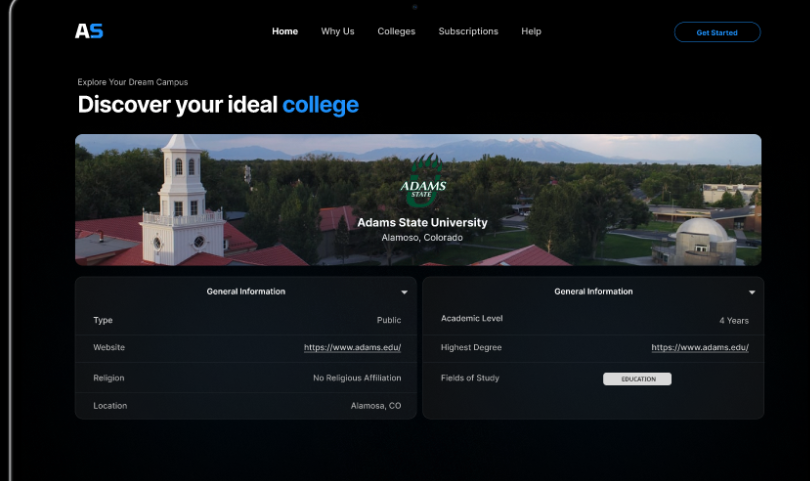 AS
Home Why Us Colleges Subscriptions Help Get Started
Explore Your Dream Campus
Discover your ideal college
ADAMS
STATE
Adams State University
Alamoso, Colorado
General Information
Type Public
Website https://www.adams.edu/
Religion No Religious Affiliation
Location Alamosa, CO
General Information
Academic Level 4 Years
Highest Degree https://www.adams.edu/
Fields of Study EDUCATION